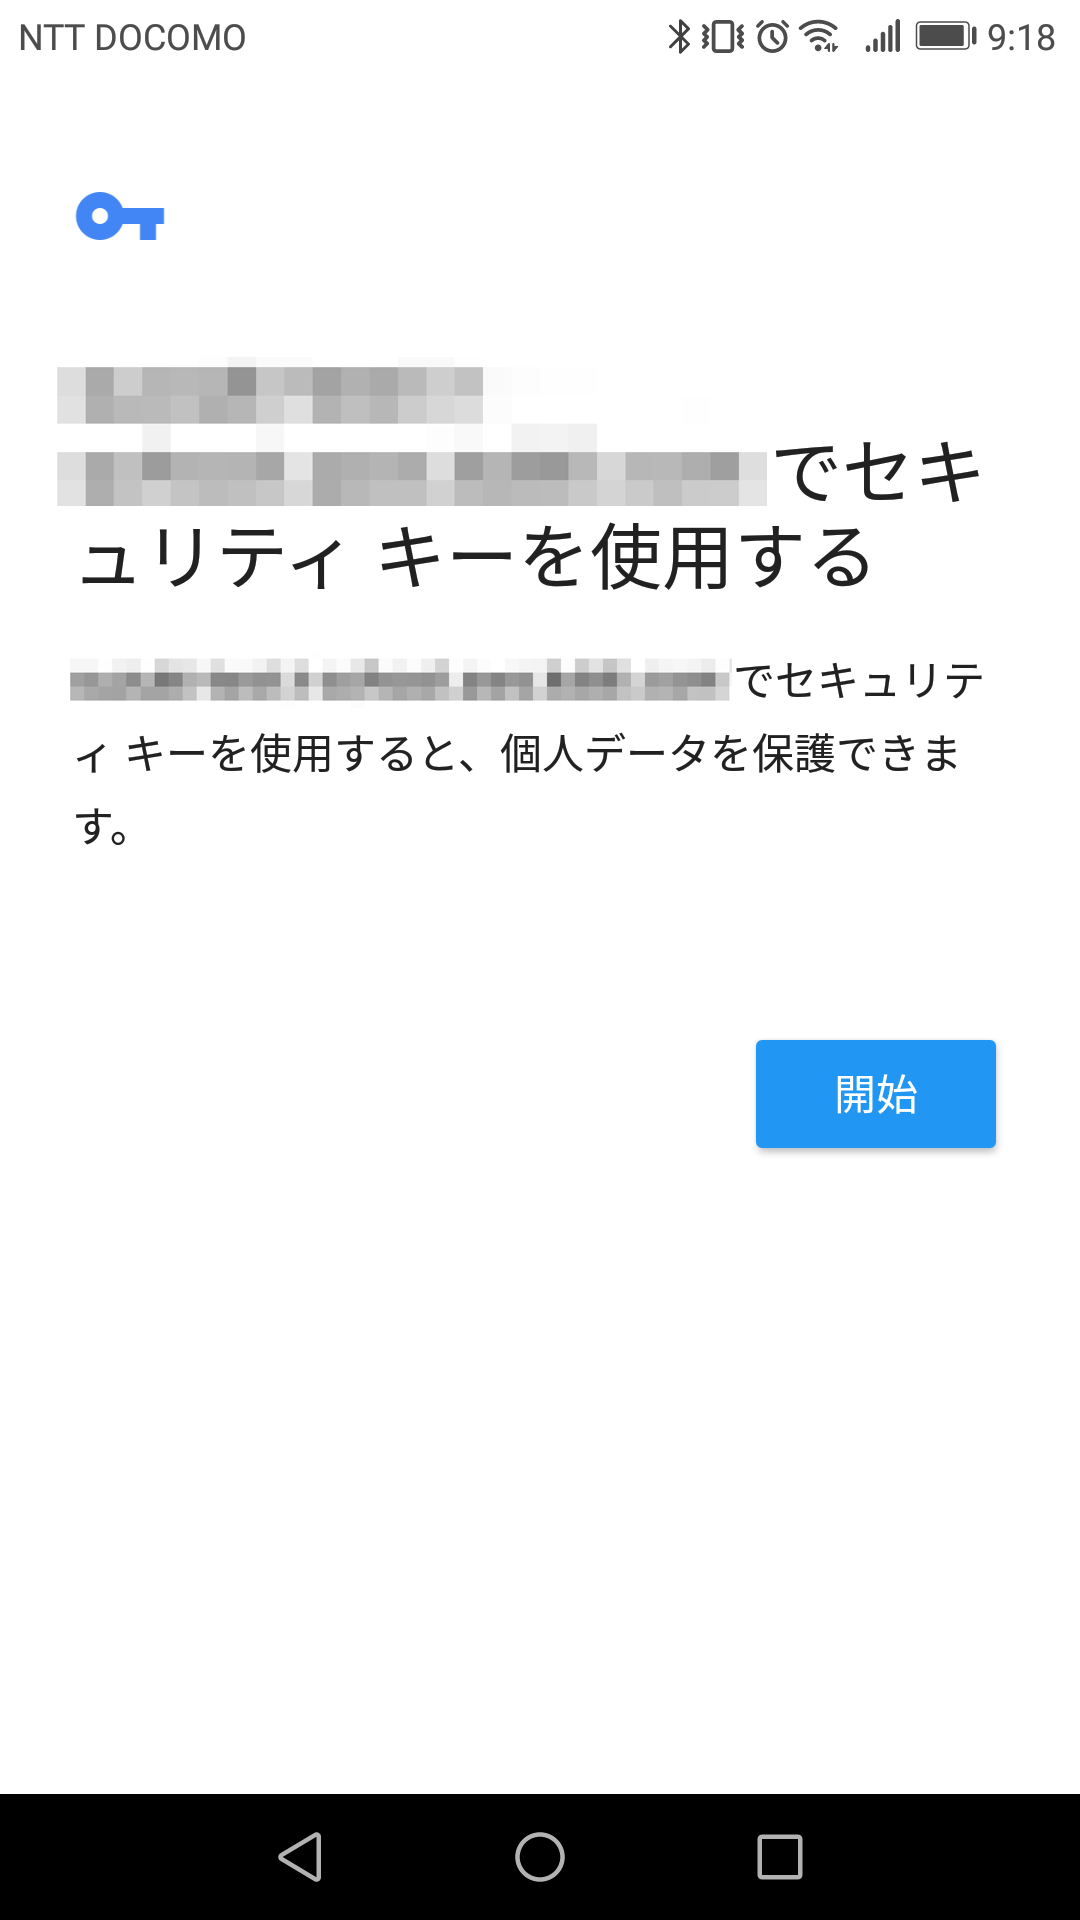 NTT DOCOMO 9:18
でセキ
ュリティ キーを使用する
でセキュリテ
ィ キーを使用すると、個人データを保護できま
す。
開始